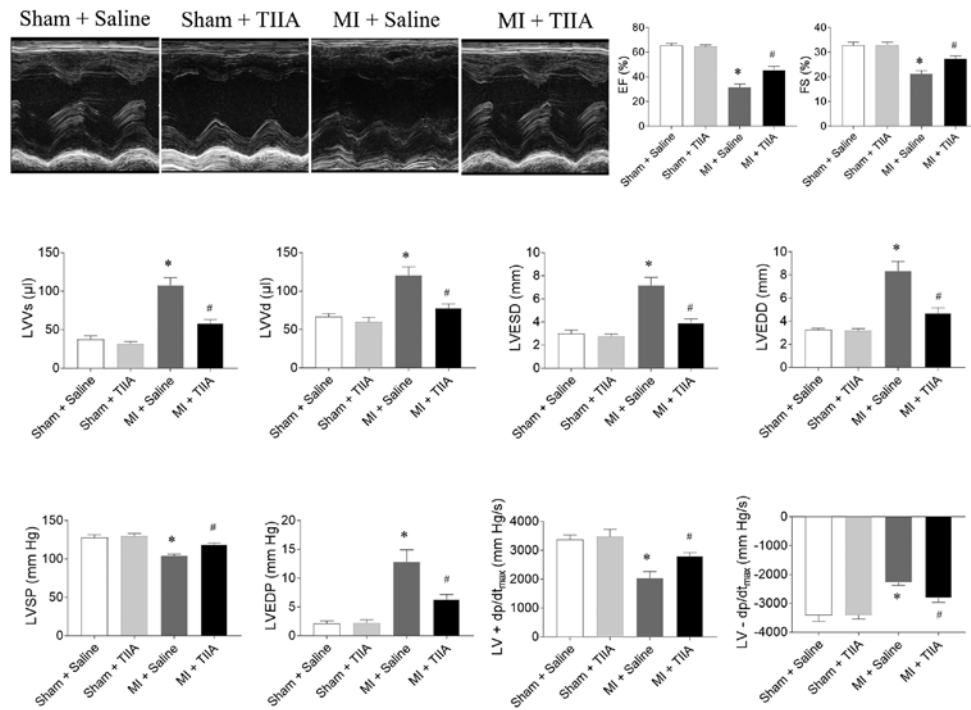 Sham + Saline
Sham + TIIA
MI + Saline
MI + TIIA
EF (%)
80
60
40
20
0
*
#
Sham + Saline
Sham + TIIA
MI + Saline
MI + TIIA
FS (%)
40
30
20
10
0
*
#
Sham + Saline
Sham + TIIA
MI + Saline
MI + TIIA
LVVs (µl)
150
100
50
0
*
#
Sham + Saline
Sham + TIIA
MI + Saline
MI + TIIA
LVVd (µl)
150
100
50
0
*
#
Sham + Saline
Sham + TIIA
MI + Saline
MI + TIIA
LVESD (mm)
10
8
6
4
2
0
*
#
Sham + Saline
Sham + TIIA
MI + Saline
MI + TIIA
LVEDD (mm)
10
8
6
4
2
0
*
#
Sham + Saline
Sham + TIIA
MI + Saline
MI + TIIA
LVSP (mm Hg)
150
100
50
0
*
#
Sham + Saline
Sham + TIIA
MI + Saline
MI + TIIA
LVEDP (mm Hg)
20
15
10
5
0
*
#
Sham + Saline
Sham + TIIA
MI + Saline
MI + TIIA
LV + dp/dtmax (mm Hg/s)
4000
3000
2000
1000
0
*
#
Sham + Saline
Sham + TIIA
MI + Saline
MI + TIIA
LV - dp/dtmax (mm Hg/s)
0
-1000
-2000
-3000
-4000
*
#
Sham + Saline
Sham + TIIA
MI + Saline
MI + TIIA